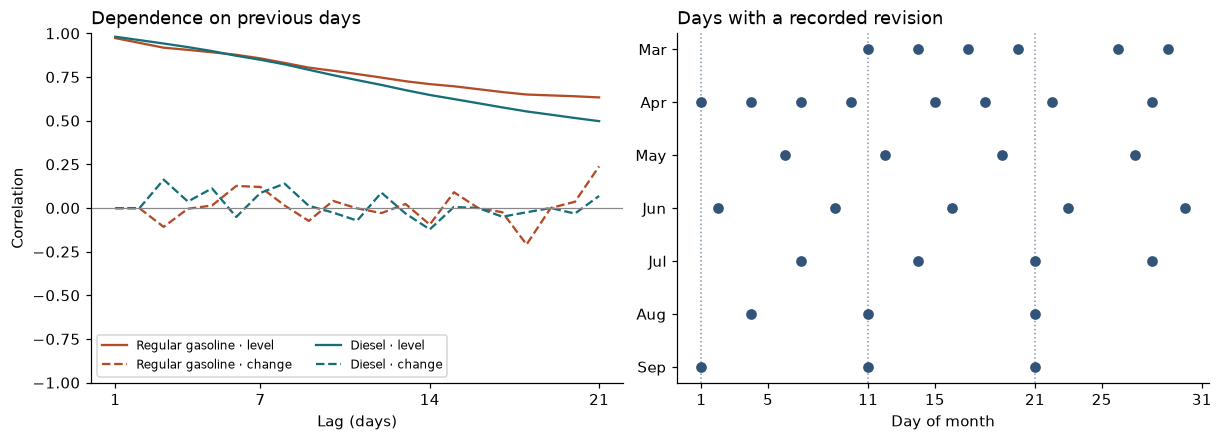 Dependence on previous days
1.00
0.75
0.50
0.25
0.00
−0.25
−0.50
−0.75
−1.00
Correlation
Regular gasoline · level
Regular gasoline · change
Diesel · level
Diesel · change
1 7 14 21
Lag (days)
Days with a recorded revision
Mar
Apr
May
Jun
Jul
Aug
Sep
1 5 11 15 21 25 31
Day of month